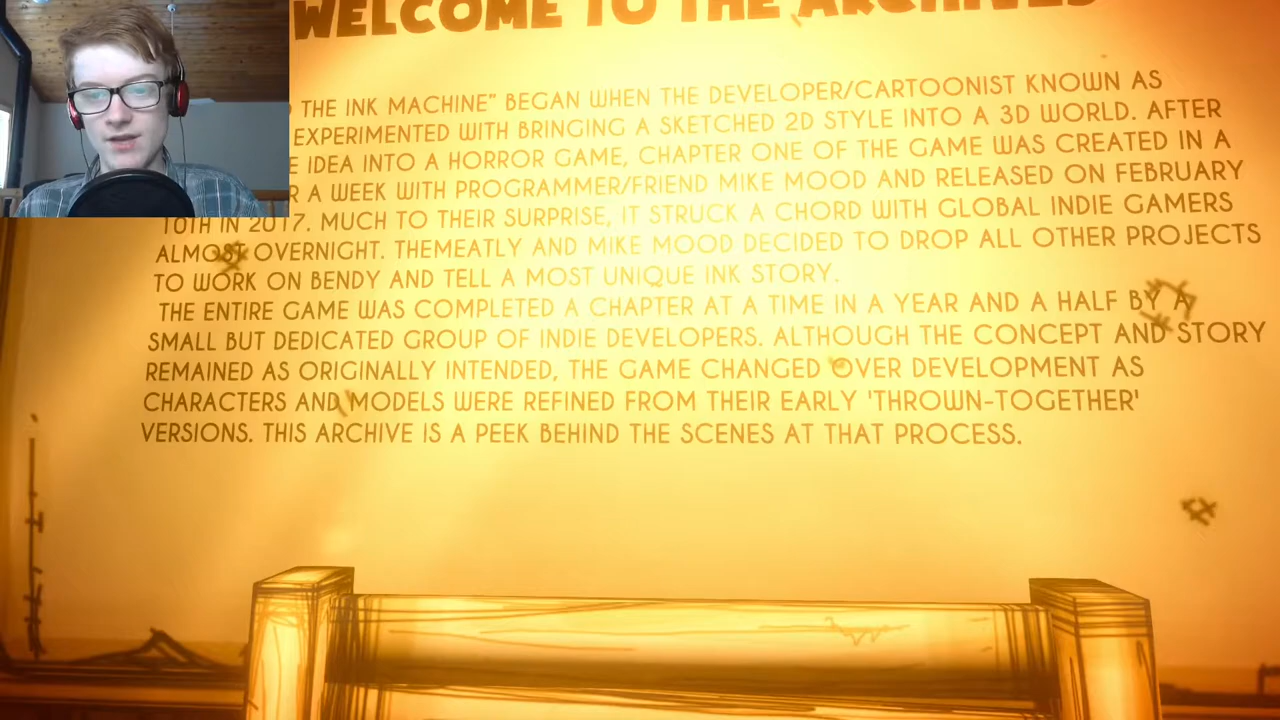 WELCOME TO THE ARCHIVES
THE INK MACHINE" BEGAN WHEN THE DEVELOPER/CARTOONIST KNOWN AS
EXPERIMENTED WITH BRINGING A SKETCHED 2D STYLE INTO A 3D WORLD. AFTER
IDEA INTO A HORROR GAME, CHAPTER ONE OF THE GAME WAS CREATED IN A
A WEEK WITH PROGRAMMER/FRIEND MIKE MOOD AND RELEASED ON FEBRUARY
10TH IN 2017. MUCH TO THEIR SURPRISE, IT STRUCK A CHORD WITH GLOBAL INDIE GAMERS
ALMOST OVERNIGHT. THEMEATLY AND MIKE MOOD DECIDED TO DROP ALL OTHER PROJECTS
TO WORK ON BENDY AND TELL A MOST UNIQUE INK STORY.
THE ENTIRE GAME WAS COMPLETED A CHAPTER AT A TIME IN A YEAR AND A HALF BY A
SMALL BUT DEDICATED GROUP OF INDIE DEVELOPERS. ALTHOUGH THE CONCEPT AND STORY
REMAINED AS ORIGINALLY INTENDED, THE GAME CHANGED OVER DEVELOPMENT AS
CHARACTERS AND MODELS WERE REFINED FROM THEIR EARLY 'THROWN-TOGETHER'
VERSIONS. THIS ARCHIVE IS A PEEK BEHIND THE SCENES AT THAT PROCESS.